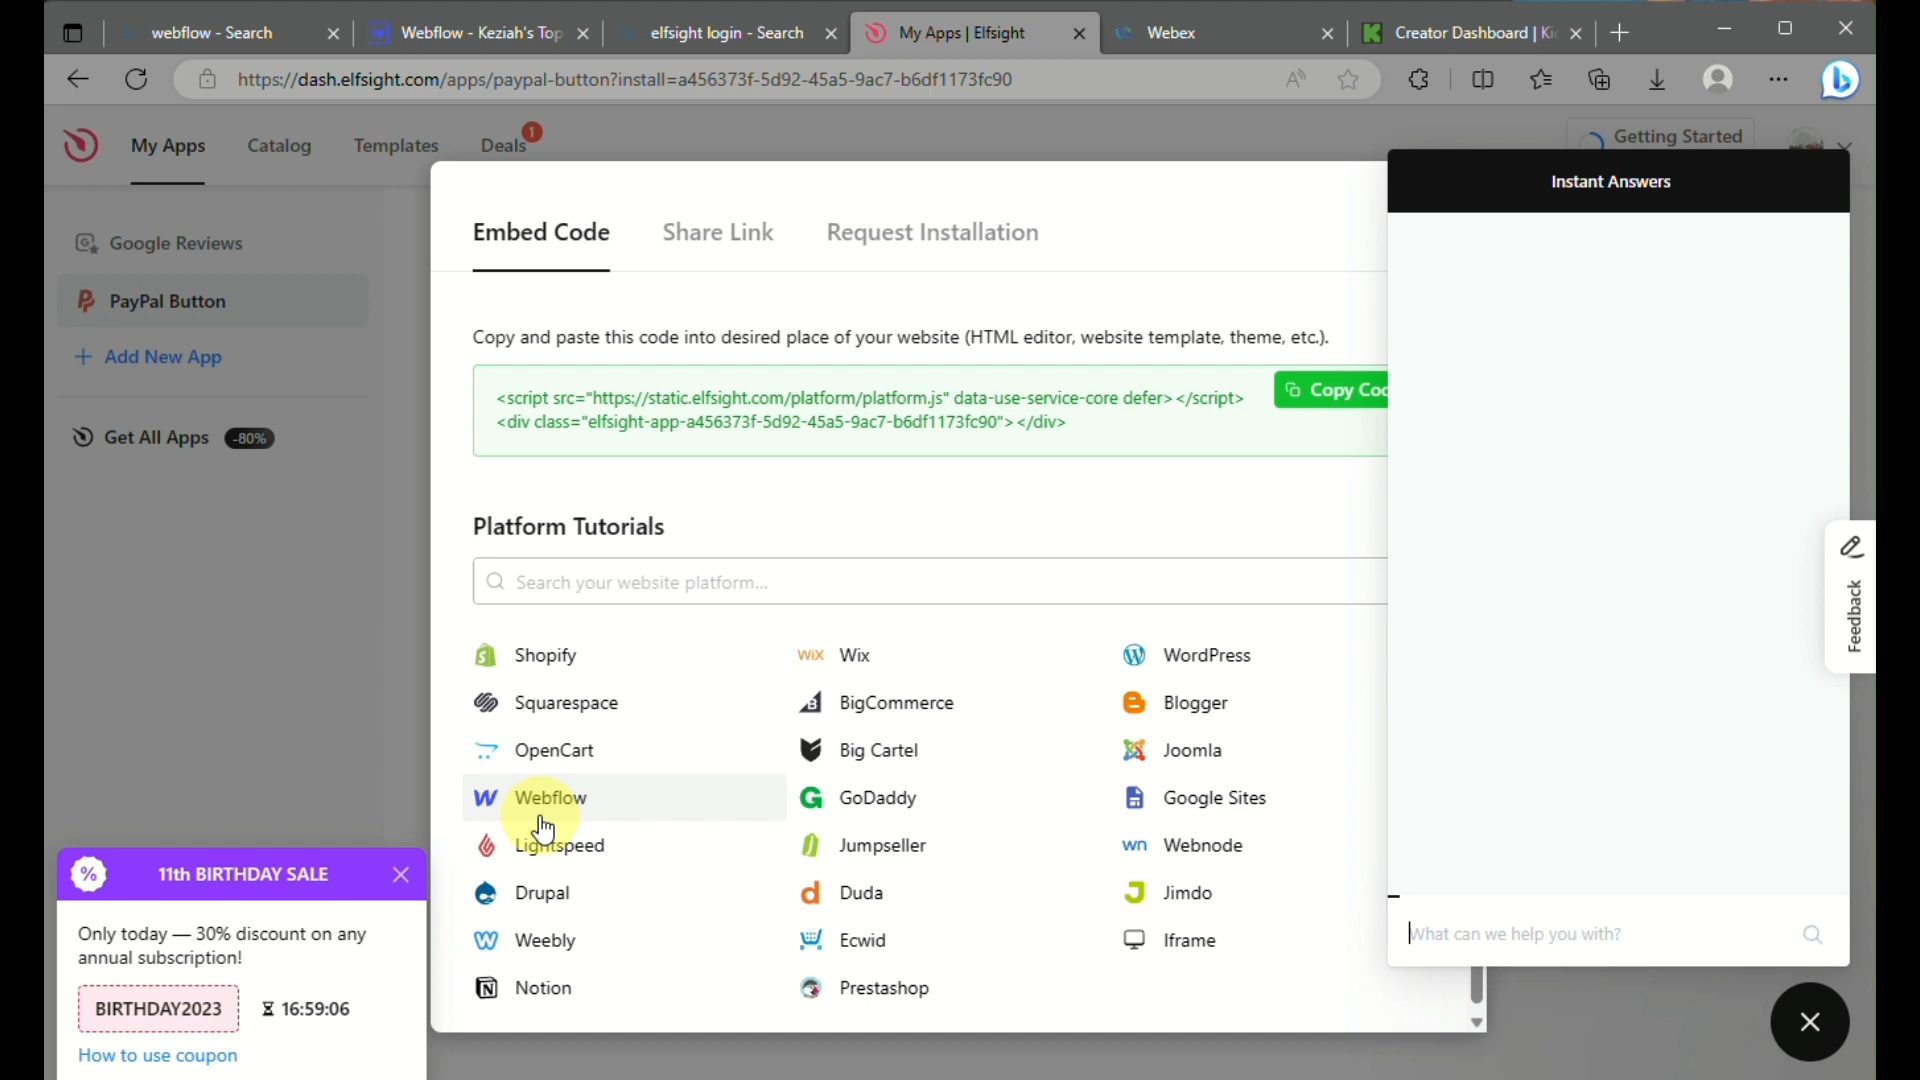 webflow - Search
Webflow - Keziah's Top
elfsight login - Search
My Apps | Elfsight
Webex
Creator Dashboard | Ki
https://dash.elfsight.com/apps/paypal-button?install=a456373f-5d92-45a5-9ac7-b6df1173fc90
My Apps
Catalog
Templates
Deals
1
Getting Started
Google Reviews
PayPal Button
Add New App
Get All Apps -80%
Embed Code
Share Link
Request Installation
Copy and paste this code into desired place of your website (HTML editor, website template, theme, etc.).
<script src="https://static.elfsight.com/platform/platform.js" data-use-service-core defer></script>
<div class="elfsight-app-a456373f-5d92-45a5-9ac7-b6df1173fc90"></div>
Copy Cod
Platform Tutorials
Search your website platform...
Shopify
WIX Wix
WordPress
Squarespace
BigCommerce
Blogger
OpenCart
Big Cartel
Joomla
Webflow
GoDaddy
Google Sites
Lightspeed
Jumpseller
wn Webnode
Drupal
Duda
Jimdo
Weebly
Ecwid
Iframe
Notion
Prestashop
Instant Answers
What can we help you with?
Feedback
% 11th BIRTHDAY SALE
Only today — 30% discount on any
annual subscription!
BIRTHDAY2023
16:59:06
How to use coupon